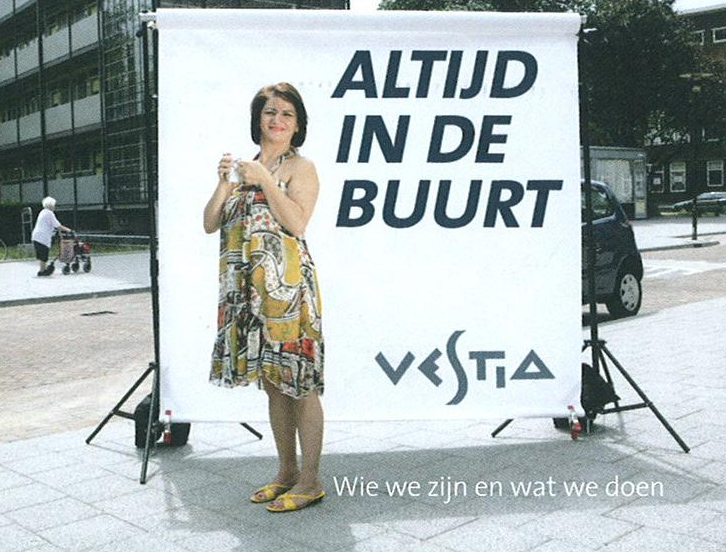 ALTIJD
IN DE
BUURT
VESTIA
Wie we zijn en wat we doen